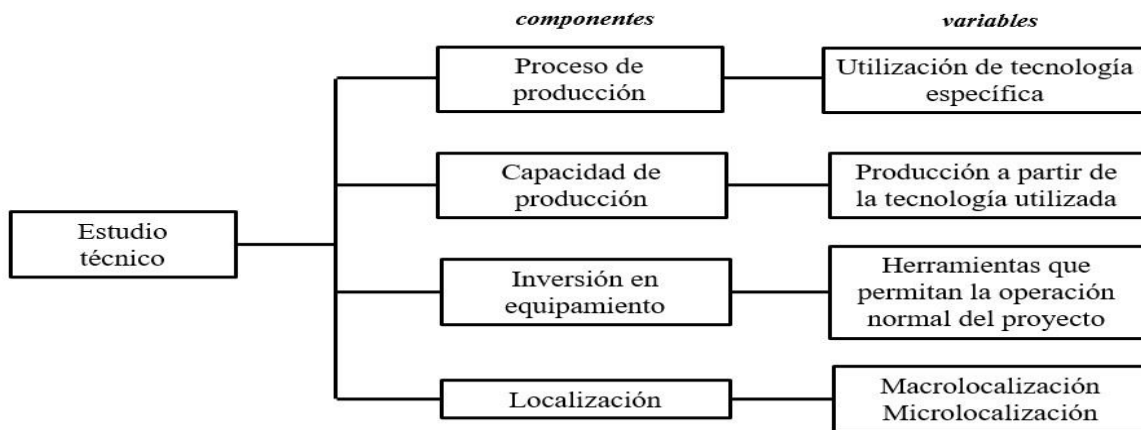 componentes
variables
Proceso de
producción
Utilización de tecnología
específica
Capacidad de
producción
Producción a partir de
la tecnología utilizada
Estudio
técnico
Inversión en
equipamiento
Herramientas que
permitan la operación
normal del proyecto
Localización
Macrolocalización
Microlocalización